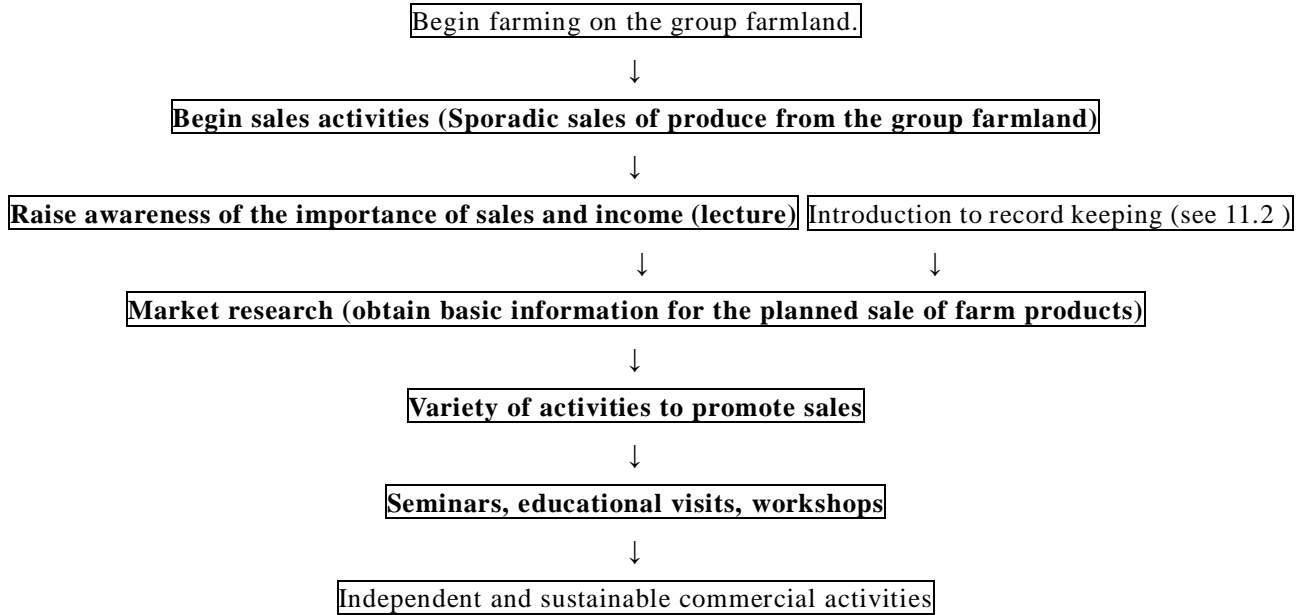 Begin farming on the group farmland.
↓
Begin sales activities (Sporadic sales of produce from the group farmland)
↓
Raise awareness of the importance of sales and income (lecture) Introduction to record keeping (see 11.2 )
↓ ↓
Market research (obtain basic information for the planned sale of farm products)
↓
Variety of activities to promote sales
↓
Seminars, educational visits, workshops
↓
Independent and sustainable commercial activities